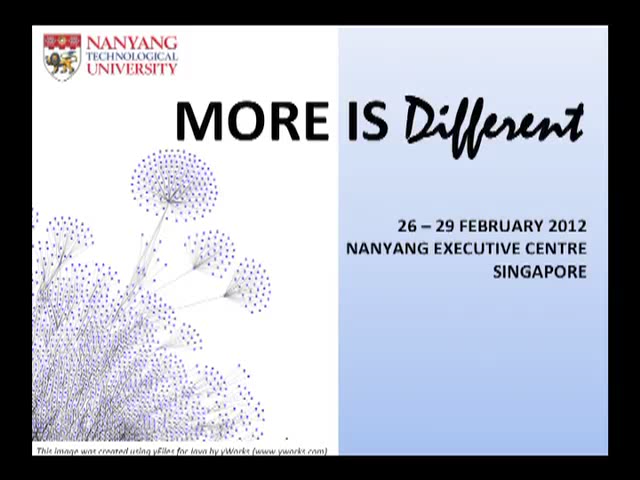 NANYANG
TECHNOLOGICAL
UNIVERSITY
MORE IS Different
26 – 29 FEBRUARY 2012
NANYANG EXECUTIVE CENTRE
SINGAPORE
This image was created using yFiles for Java by yWorks (www.yworks.com)